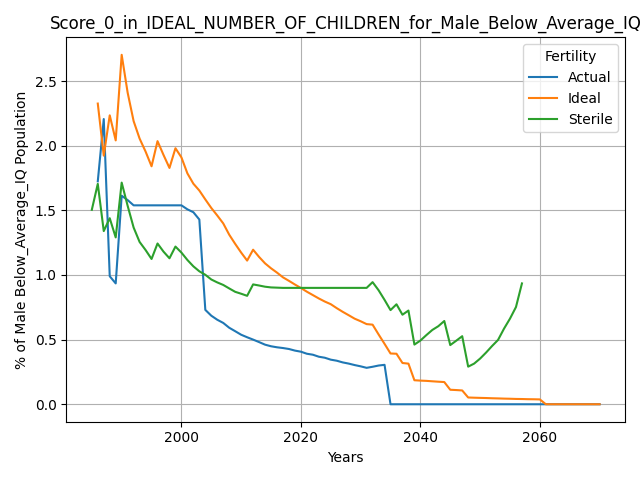 Score_0_in_IDEAL_NUMBER_OF_CHILDREN_for_Male_Below_Average_IQ
Fertility
Actual
Ideal
Sterile
% of Male Below_Average_IQ Population
2.5
2.0
1.5
1.0
0.5
0.0
2000
2020
2040
2060
Years